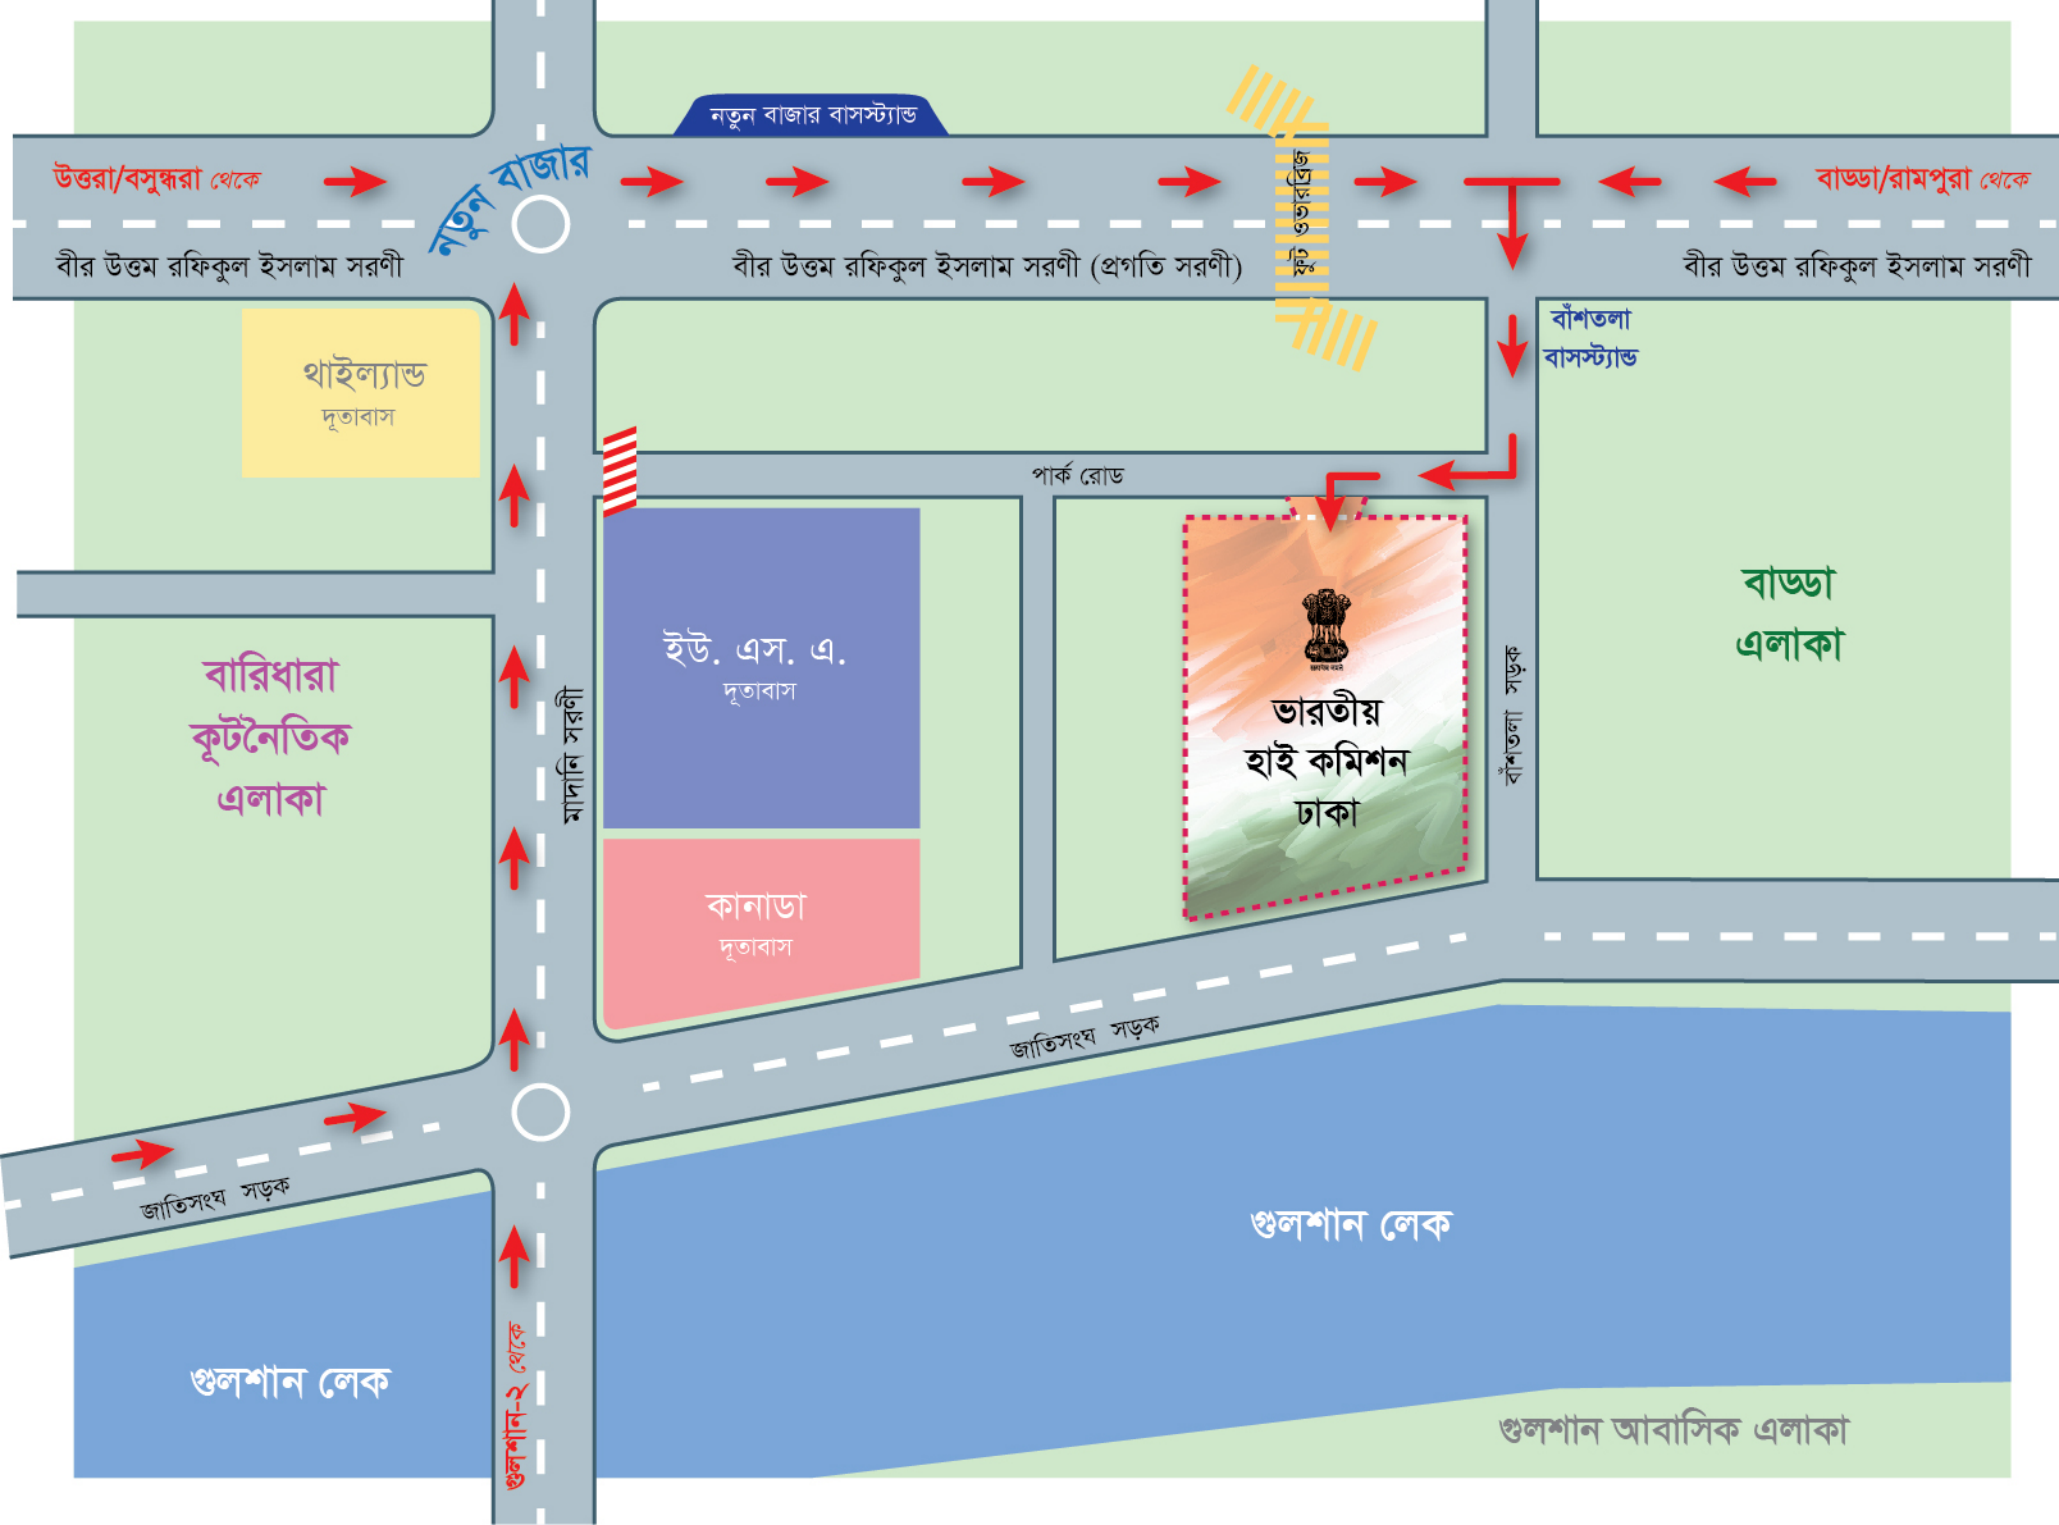 নতুন বাজার বাসস্ট্যান্ড
উত্তরা/বসুন্ধরা থেকে
নতুন বাজার
ফুট ওভারব্রিজ
বাড্ডা/রামপুরা থেকে
বীর উত্তম রফিকুল ইসলাম সরণী
বীর উত্তম রফিকুল ইসলাম সরণী (প্রগতি সরণী)
বীর উত্তম রফিকুল ইসলাম সরণী
বাঁশতলা
বাসস্ট্যান্ড
থাইল্যান্ড
দূতাবাস
পার্ক রোড
বারিধারা
কূটনৈতিক
এলাকা
মাদানি সরণী
ইউ. এস. এ.
দূতাবাস
ভারতীয়
হাই কমিশন
ঢাকা
বাঁশতলা সড়ক
বাড্ডা
এলাকা
কানাডা
দূতাবাস
জাতিসংঘ সড়ক
জাতিসংঘ সড়ক
গুলশান লেক
গুলশান লেক
গুলশান-২ থেকে
গুলশান আবাসিক এলাকা